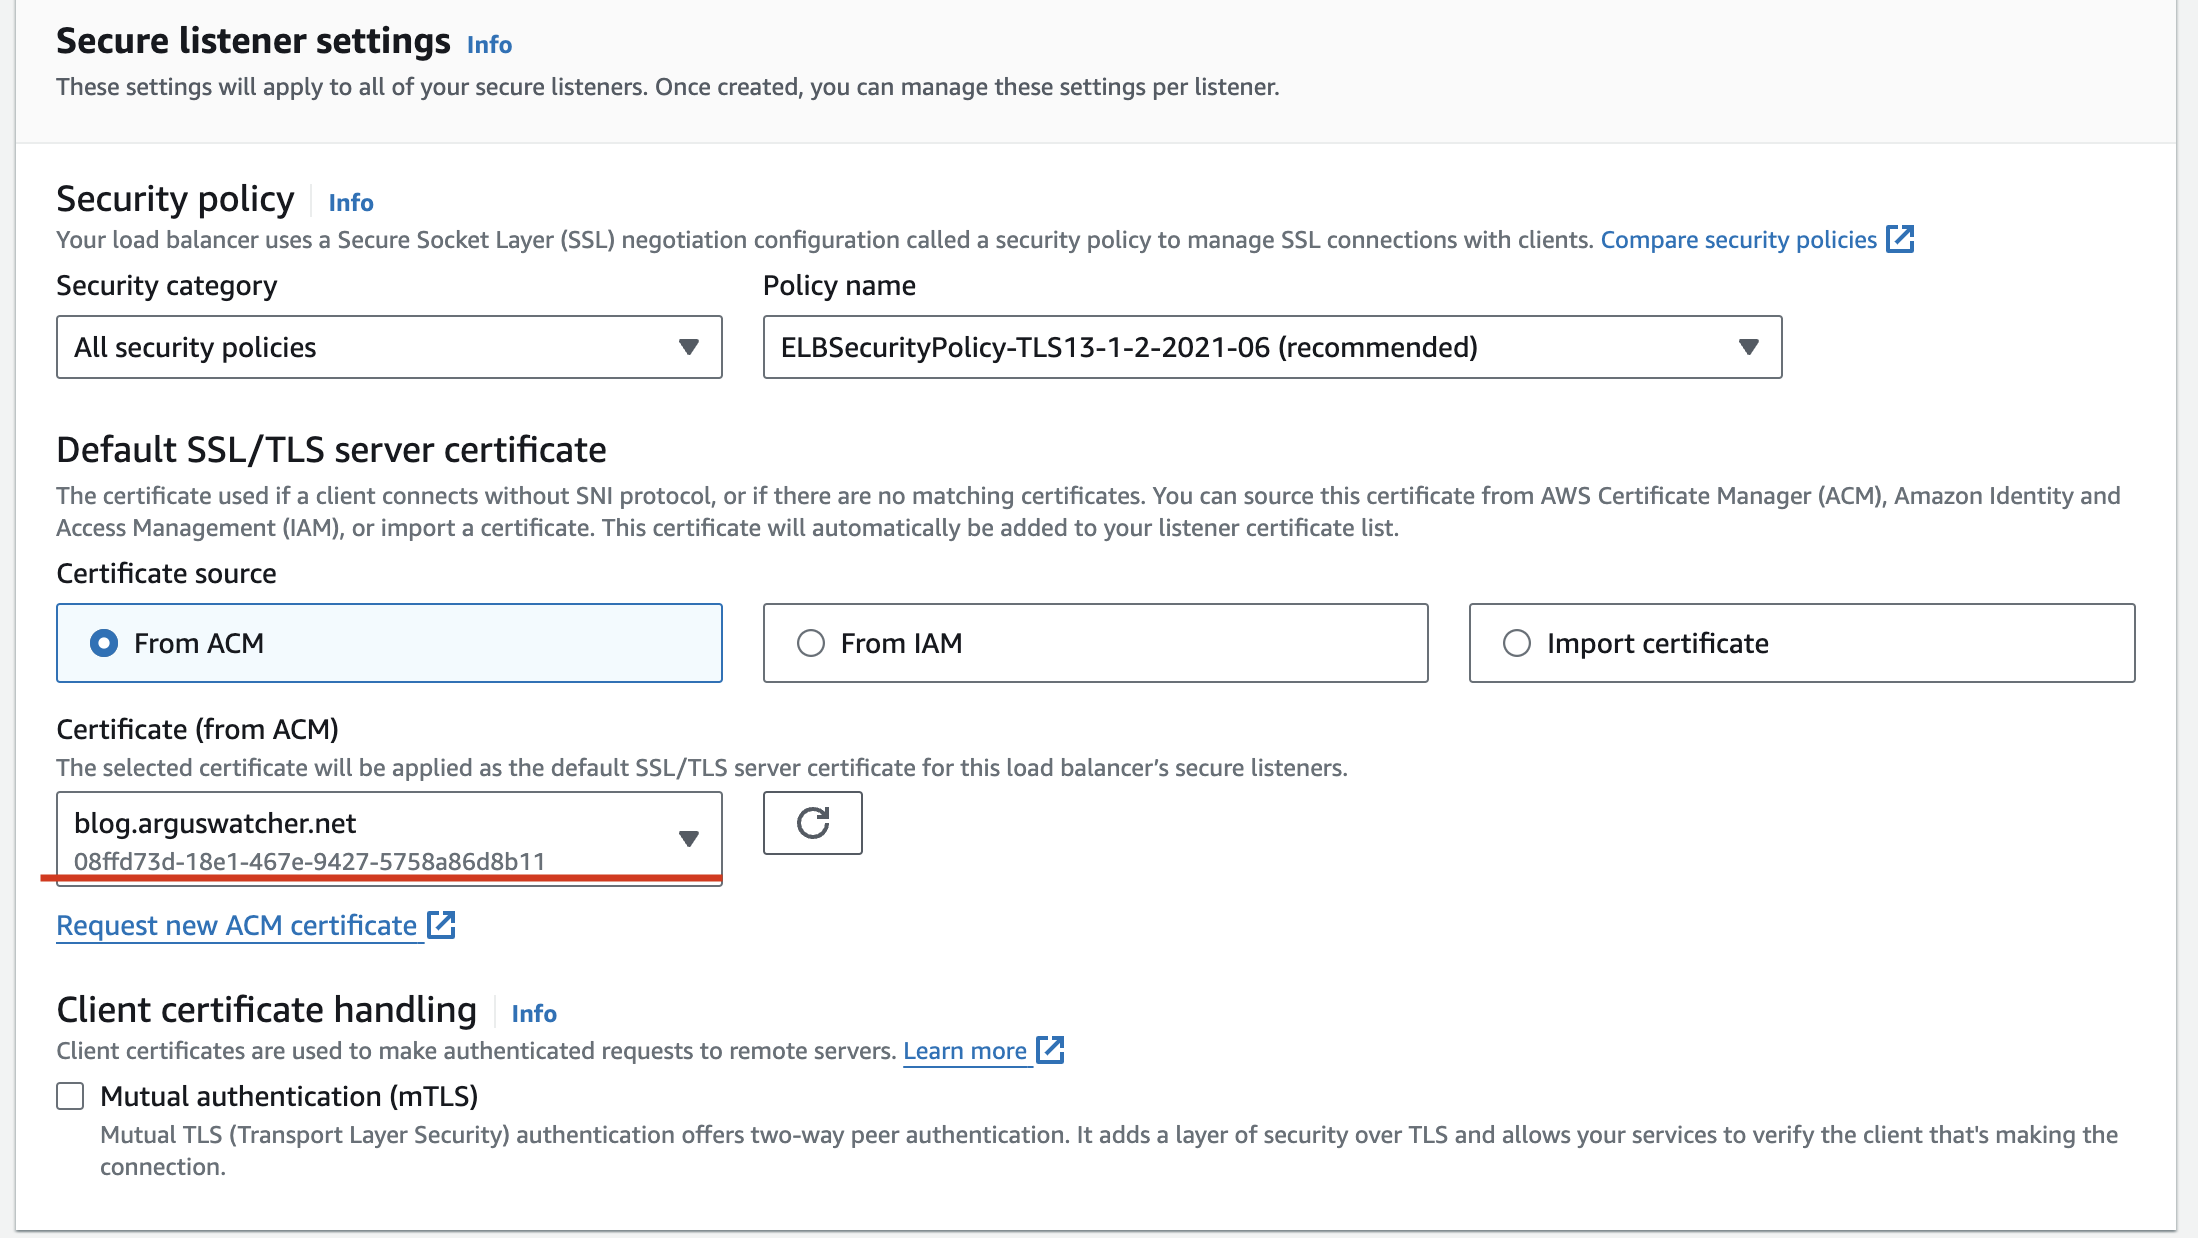 Secure listener settings Info
These settings will apply to all of your secure listeners. Once created, you can manage these settings per listener.
Security policy Info
Your load balancer uses a Secure Socket Layer (SSL) negotiation configuration called a security policy to manage SSL connections with clients. Compare security policies
Security category
Policy name
All security policies
ELBSecurityPolicy-TLS13-1-2-2021-06 (recommended)
Default SSL/TLS server certificate
The certificate used if a client connects without SNI protocol, or if there are no matching certificates. You can source this certificate from AWS Certificate Manager (ACM), Amazon Identity and
Access Management (IAM), or import a certificate. This certificate will automatically be added to your listener certificate list.
Certificate source
From ACM
From IAM
Import certificate
Certificate (from ACM)
The selected certificate will be applied as the default SSL/TLS server certificate for this load balancer’s secure listeners.
blog.arguswatcher.net
08ffd73d-18e1-467e-9427-5758a86d8b11
Request new ACM certificate
Client certificate handling Info
Client certificates are used to make authenticated requests to remote servers. Learn more
Mutual authentication (mTLS)
Mutual TLS (Transport Layer Security) authentication offers two-way peer authentication. It adds a layer of security over TLS and allows your services to verify the client that's making the
connection.